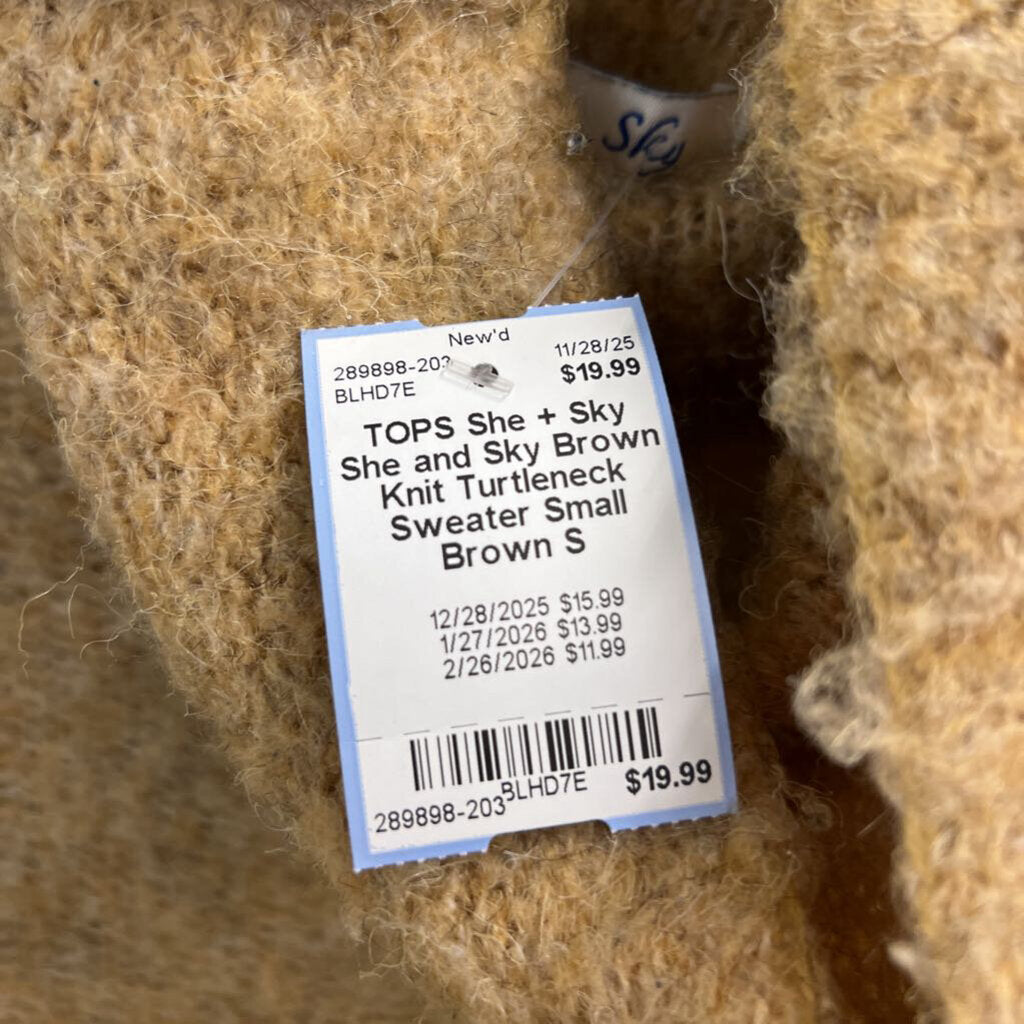 Sky
New'd
289898-203 11/28/25
BLHD7E $19.99
TOPS She + Sky
She and Sky Brown
Knit Turtleneck
Sweater Small
Brown S
12/28/2025 $15.99
1/27/2026 $13.99
2/26/2026 $11.99
BLHD7E $19.99
289898-203